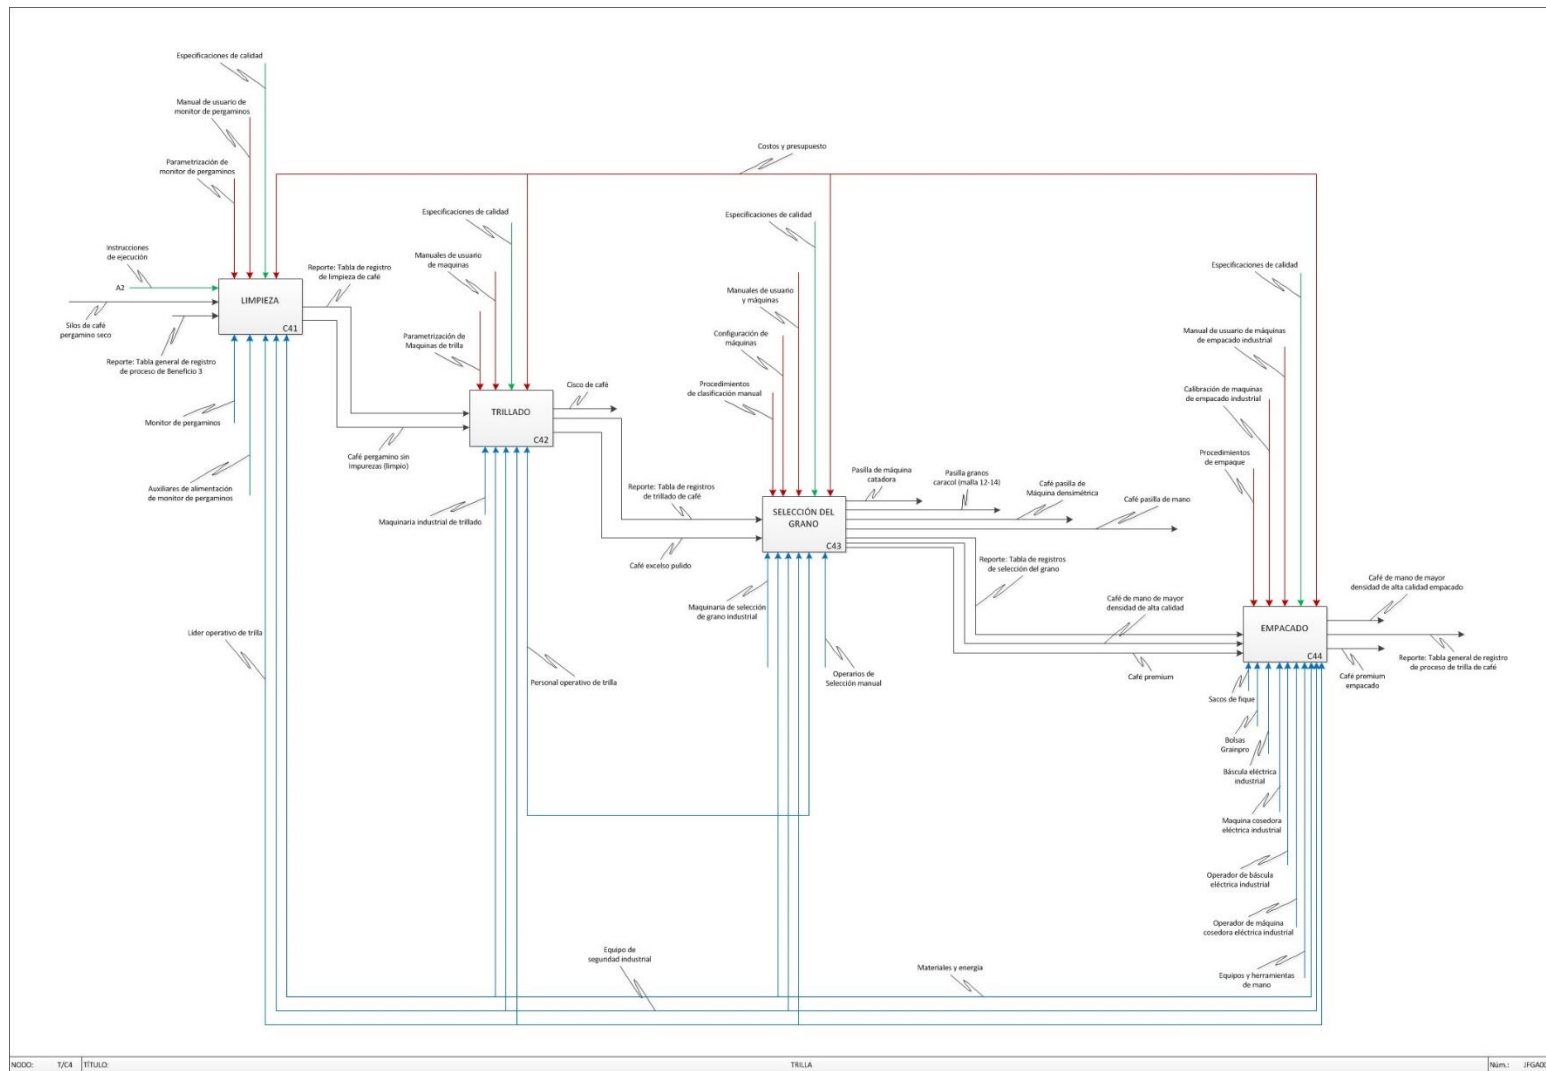 Especificaciones de calidad
Manual de usuario de
monitor de pergaminos
Parametrización de
monitor de pergaminos
Instrucciones
de ejecución
A2
Silos de café
pergamino seco
Reporte: Tabla general de registro
de proceso de Beneficio 3
LIMPIEZA
C41
Monitor de pergaminos
Auxiliares de alimentación
de monitor de pergaminos
Líder operativo de trilla
Reporte: Tabla de registro
de limpieza de café
Café pergamino sin
impurezas (limpio)
Costos y presupuesto
Especificaciones de calidad
Manuales de usuario
de maquinas
Parametrización de
Maquinas de trilla
TRILLADO
C42
Cisco de café
Maquinaria industrial de trillado
Personal operativo de trilla
Reporte: Tabla de registros
de trillado de café
Café excelso pulido
Especificaciones de calidad
Manuales de usuario
y máquinas
Configuración de
máquinas
Procedimientos
de clasificación manual
SELECCIÓN DEL
GRANO
C43
Pasilla de máquina
catadora
Pasilla granos
caracol (malla 12-14)
Café pasilla de
Máquina densimétrica
Café pasilla de mano
Maquinaria de selección
de grano industrial
Operarios de
Selección manual
Reporte: Tabla de registros
de selección del grano
Café de mano de mayor
densidad de alta calidad
Café premium
Especificaciones de calidad
Manual de usuario de máquinas
de empacado industrial
Calibración de maquinas
de empacado industrial
Procedimientos
de empaque
EMPACADO
C44
Café de mano de mayor
densidad de alta calidad empacado
Reporte: Tabla general de registro
de proceso de trilla de café
Café premium
empacado
Sacos de fique
Bolsas
Grainpro
Báscula eléctrica
industrial
Maquina cosedora
eléctrica industrial
Operador de báscula
eléctrica industrial
Operador de máquina
cosedora eléctrica industrial
Equipos y herramientas
de mano
Equipo de
seguridad industrial
Materiales y energía
NODO: T/C4 TÍTULO: TRILLA Núm.: JFGA00